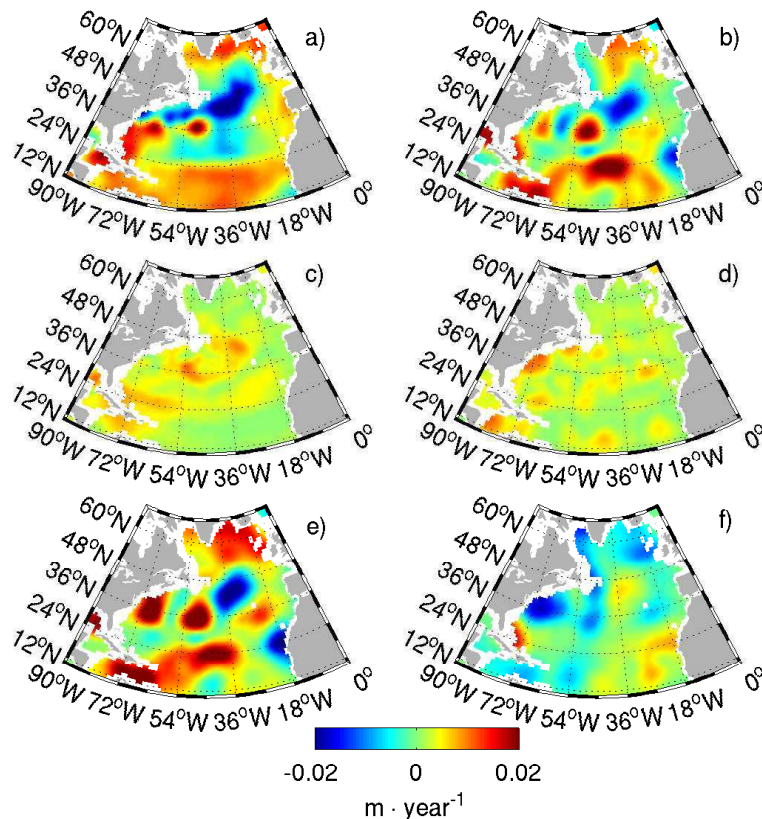 a)
60°N
48°N
36°N
24°N
12°N
90°W
72°W
54°W
36°W
18°W
0°
b)
60°N
48°N
36°N
24°N
12°N
90°W
72°W
54°W
36°W
18°W
0°
c)
60°N
48°N
36°N
24°N
12°N
90°W
72°W
54°W
36°W
18°W
0°
d)
60°N
48°N
36°N
24°N
12°N
90°W
72°W
54°W
36°W
18°W
0°
e)
60°N
48°N
36°N
24°N
12°N
90°W
72°W
54°W
36°W
18°W
0°
f)
60°N
48°N
36°N
24°N
12°N
90°W
72°W
54°W
36°W
18°W
0°
-0.02 0 0.02
m · year⁻¹